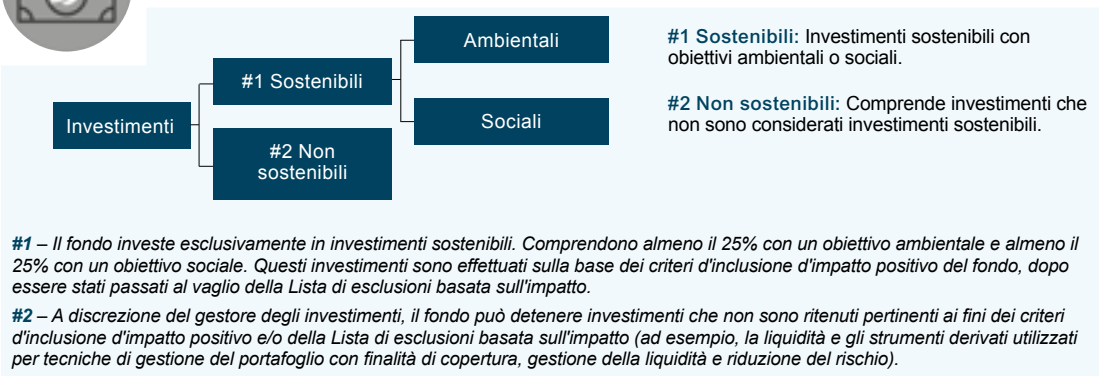 Investimenti
#1 Sostenibili
#2 Non
sostenibili
Ambientali
Sociali
#1 Sostenibili: Investimenti sostenibili con
obiettivi ambientali o sociali.
#2 Non sostenibili: Comprende investimenti che
non sono considerati investimenti sostenibili.
#1 – Il fondo investe esclusivamente in investimenti sostenibili. Comprendono almeno il 25% con un obiettivo ambientale e almeno il
25% con un obiettivo sociale. Questi investimenti sono effettuati sulla base dei criteri d'inclusione d'impatto positivo del fondo, dopo
essere stati passati al vaglio della Lista di esclusioni basata sull'impatto.
#2 – A discrezione del gestore degli investimenti, il fondo può detenere investimenti che non sono ritenuti pertinenti ai fini dei criteri
d'inclusione d'impatto positivo e/o della Lista di esclusioni basata sull'impatto (ad esempio, la liquidità e gli strumenti derivati utilizzati
per tecniche di gestione del portafoglio con finalità di copertura, gestione della liquidità e riduzione del rischio).